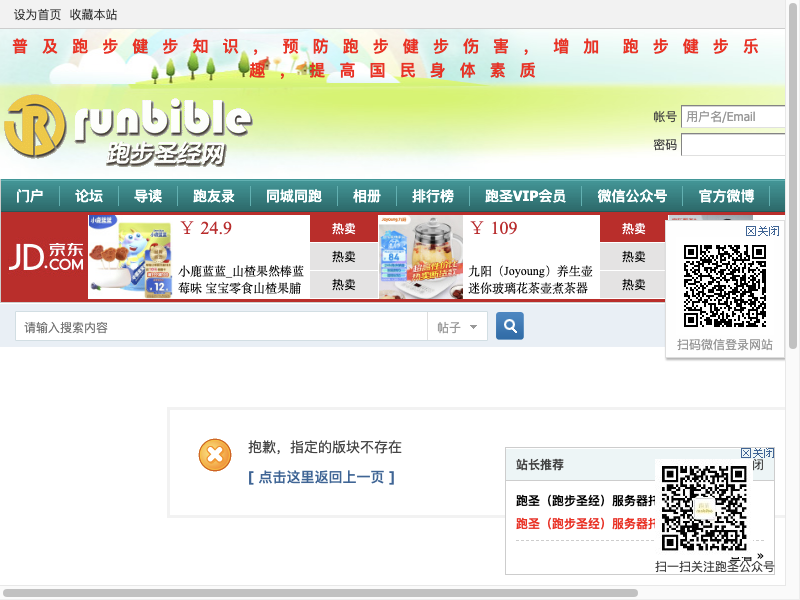 设为首页 收藏本站
普及跑步健步知识，预防跑步健步伤害，增加 跑步健步乐
趣，提高国民身体素质
runbible
跑步圣经网
帐号 用户名/Email
密码
门户 论坛 导读 跑友录 同城同跑 相册 排行榜 跑圣VIP会员 微信公众号 官方微博
JD 京东
.COM
¥ 24.9
小鹿蓝蓝_山楂果然棒蓝
莓味 宝宝零食山楂果脯
热卖
热卖
热卖
¥ 109
九阳（Joyoung）养生壶
迷你玻璃花茶壶煮茶器
热卖
热卖
热卖
关闭
扫码微信登录网站
请输入搜索内容 帖子
抱歉，指定的版块不存在
[ 点击这里返回上一页 ]
站长推荐
关闭
闭
跑圣（跑步圣经）服务器托
跑圣（跑步圣经）服务器托
»
扫一扫关注跑圣公众号